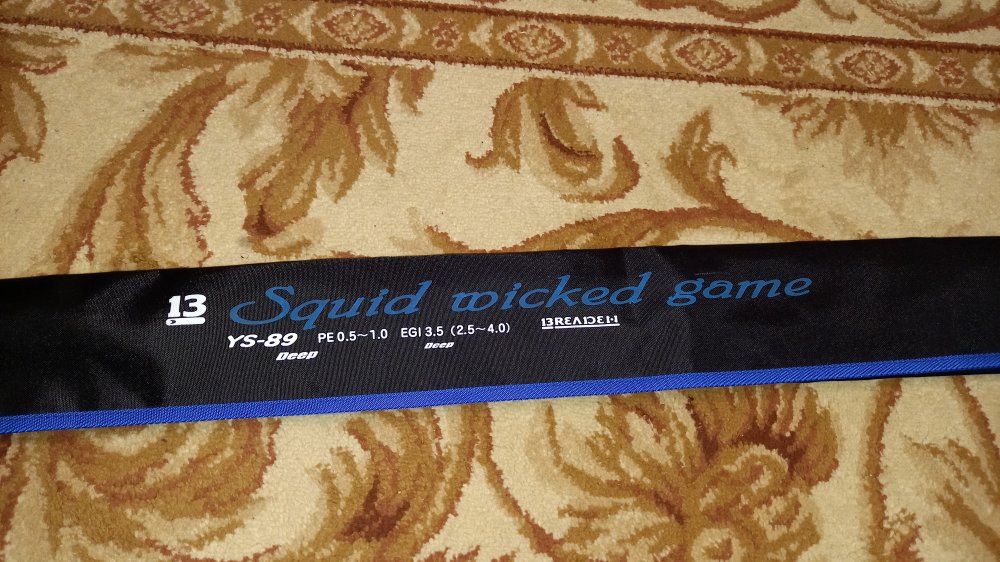 13 Squid wicked game
YS-89 PE 0.5～1.0 EGI 3.5 (2.5～4.0) BREADEN
Deep Deep